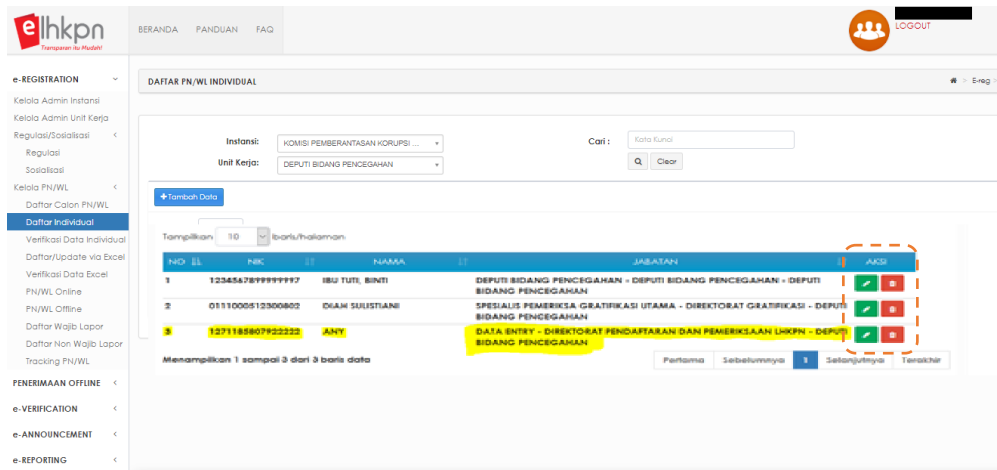 elhkpn
Transparan itu Mudah!
BERANDA PANDUAN FAQ
LOGOUT
e-REGISTRATION
Kelola Admin Instansi
Kelola Admin Unit Kerja
Regulasi/Sosialisasi
Regulasi
Sosialisasi
Kelola PN/WL
Daftar Calon PN/WL
Daftar Individual
Verifikasi Data Individual
Daftar/Update via Excel
Verifikasi Data Excel
PN/WL Online
PN/WL Offline
Daftar Wajib Lapor
Daftar Non Wajib Lapor
Tracking PN/WL
PENERIMAAN OFFLINE
e-VERIFICATION
e-ANNOUNCEMENT
e-REPORTING
DAFTAR PN/WL INDIVIDUAL
> E-reg >
Instansi: KOMISI PEMBERANTASAN KORUPSI ...
Cari : Kata Kunci
Unit Kerja: DEPUTI BIDANG PENCEGAHAN
Clear
+Tambah Data
Tampilkan 10 baris/halaman
NO NIK NAMA JABATAN AKSI
1 1234567899999997 IBU TUTI, BINTI DEPUTI BIDANG PENCEGAHAN - DEPUTI BIDANG PENCEGAHAN - DEPUTI
BIDANG PENCEGAHAN
2 0111000512300802 DIAH SULISTIANI SPESIALIS PEMERIKSA GRATIFIKASI UTAMA - DIREKTORAT GRATIFIKASI - DEPUTI
BIDANG PENCEGAHAN
3 1271185807922222 ANY DATA ENTRY - DIREKTORAT PENDAFTARAN DAN PEMERIKSAAN LHKPN - DEPUTI
BIDANG PENCEGAHAN
Menampilkan 1 sampai 3 dari 3 baris data
Pertama Sebelumnya 1 Selanjutnya Terakhir